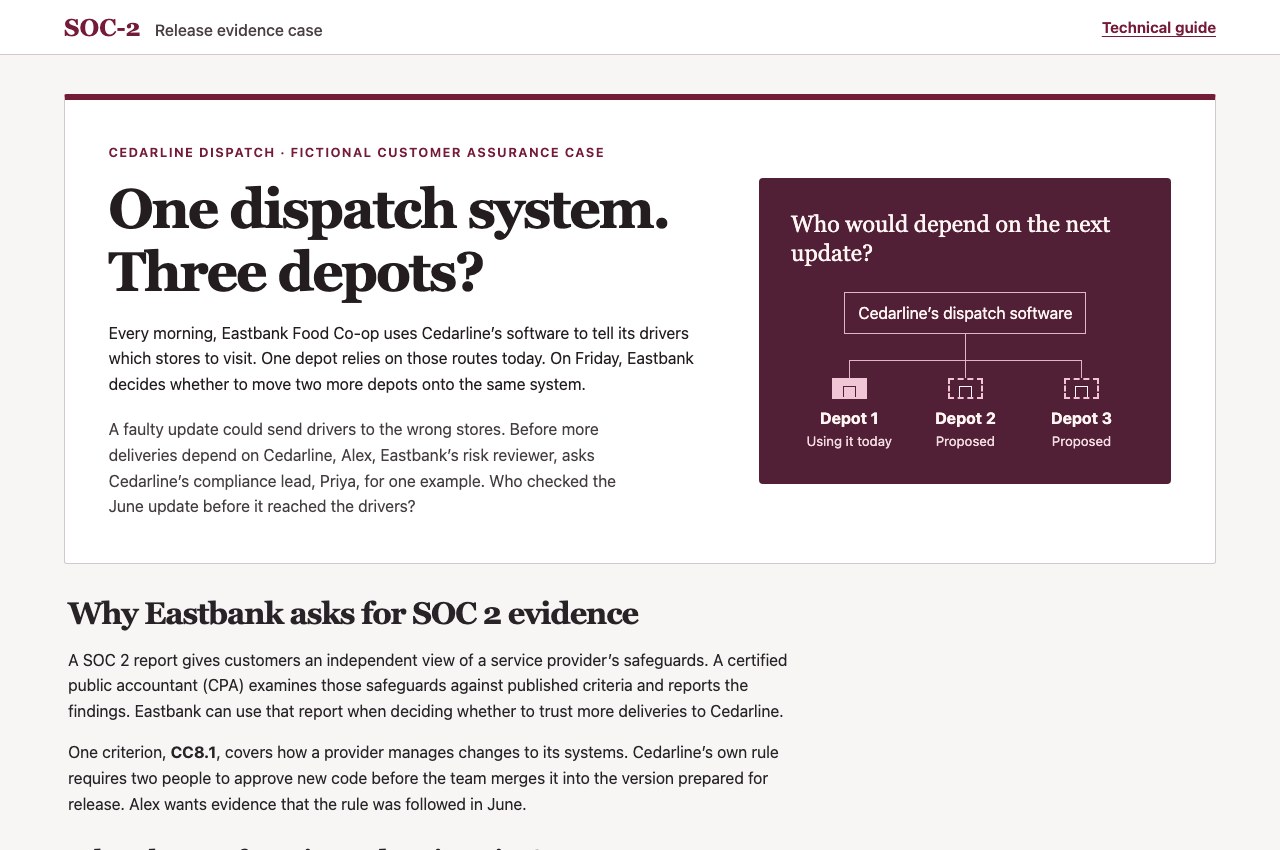 SOC-2 Release evidence case
Technical guide
CEDARLINE DISPATCH · FICTIONAL CUSTOMER ASSURANCE CASE
One dispatch system.
Three depots?
Every morning, Eastbank Food Co-op uses Cedarline’s software to tell its drivers
which stores to visit. One depot relies on those routes today. On Friday, Eastbank
decides whether to move two more depots onto the same system.
A faulty update could send drivers to the wrong stores. Before more
deliveries depend on Cedarline, Alex, Eastbank’s risk reviewer, asks
Cedarline’s compliance lead, Priya, for one example. Who checked the
June update before it reached the drivers?
Who would depend on the next
update?
Cedarline’s dispatch software
Depot 1
Using it today
Depot 2
Proposed
Depot 3
Proposed
Why Eastbank asks for SOC 2 evidence
A SOC 2 report gives customers an independent view of a service provider’s safeguards. A certified
public accountant (CPA) examines those safeguards against published criteria and reports the
findings. Eastbank can use that report when deciding whether to trust more deliveries to Cedarline.
One criterion, CC8.1, covers how a provider manages changes to its systems. Cedarline’s own rule
requires two people to approve new code before the team merges it into the version prepared for
release. Alex wants evidence that the rule was followed in June.